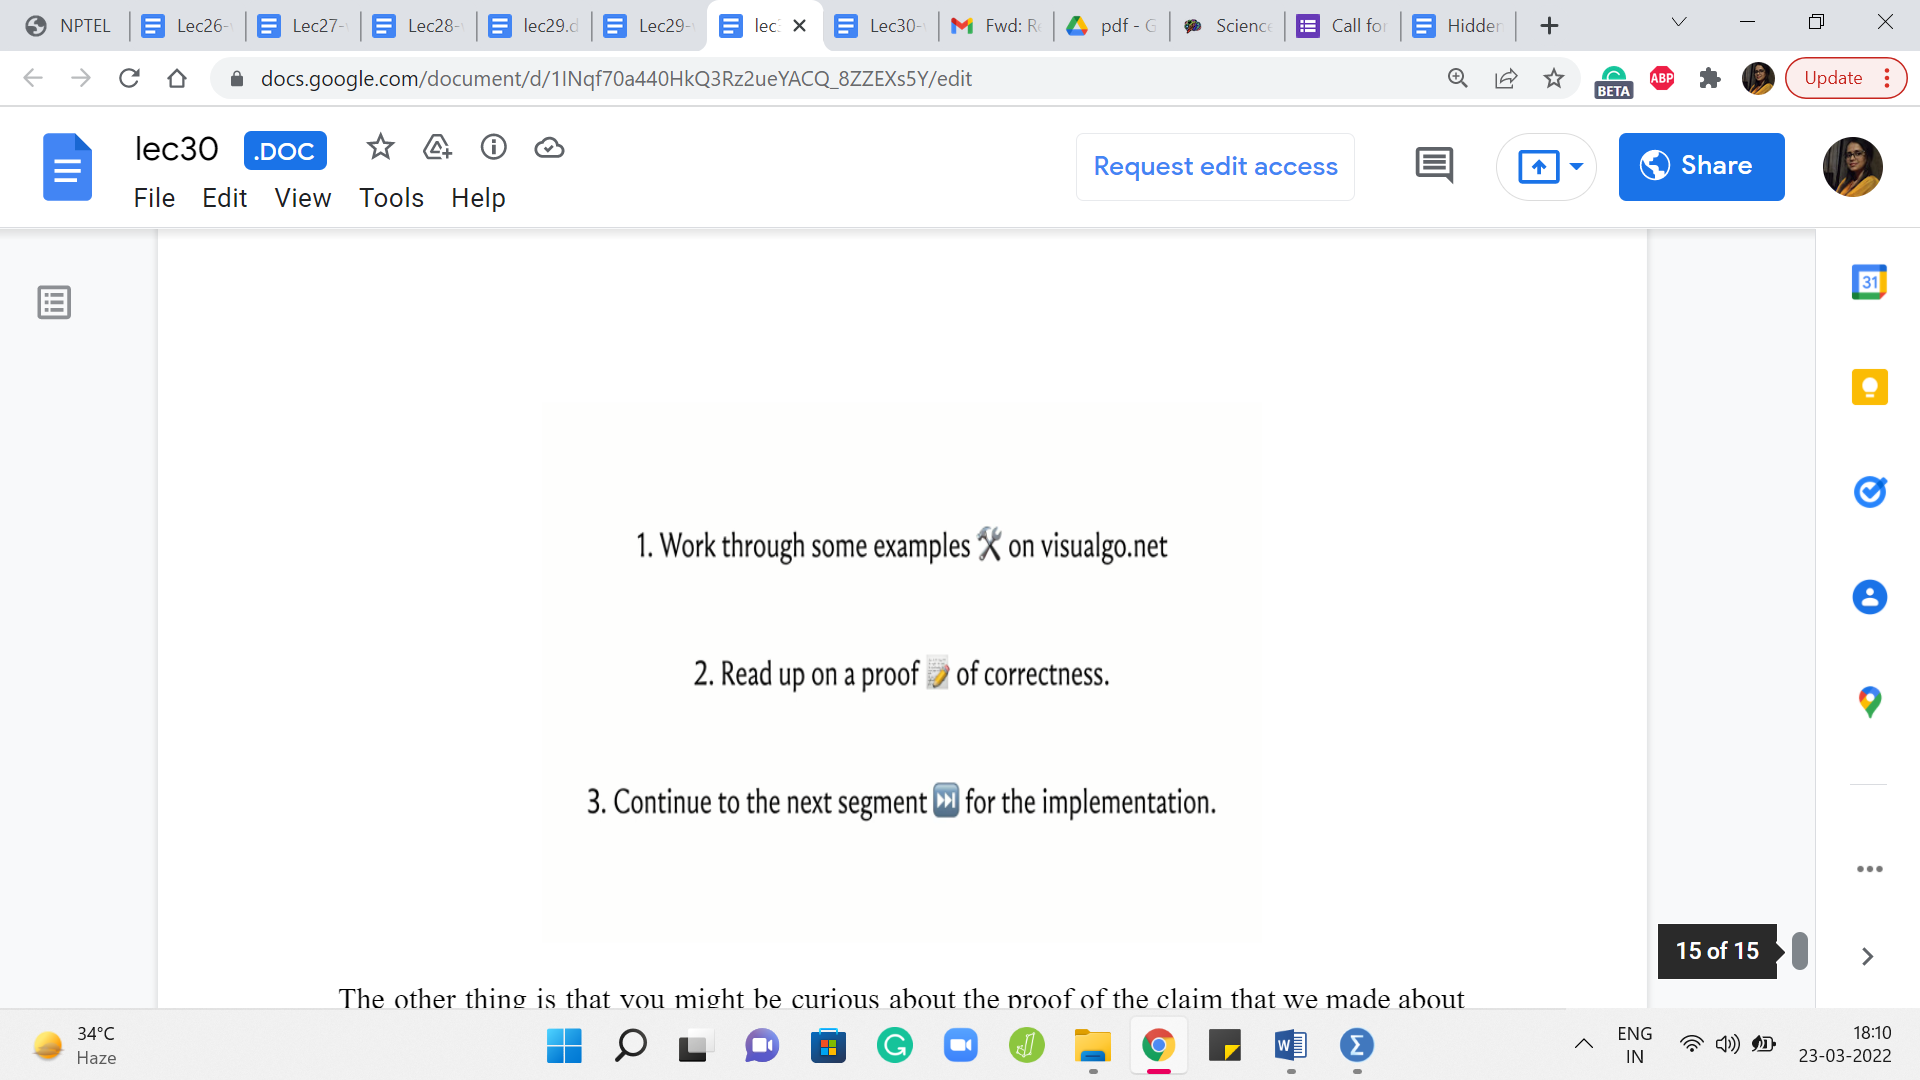 NPTEL
Lec26-
Lec27-
Lec28-
lec29.d
Lec29-
lec
Lec30-
Fwd: R
pdf - G
Science
Call for
Hidden
docs.google.com/document/d/1INqf70a440HkQ3Rz2ueYACQ_8ZZEXs5Y/edit
BETA
ABP
Update
lec30
.DOC
File Edit View Tools Help
Request edit access
Share
31
1. Work through some examples 🛠 on visualgo.net
2. Read up on a proof 📝 of correctness.
3. Continue to the next segment ⏭ for the implementation.
15 of 15
The other thing is that you might be curious about the proof of the claim that we made about
34°C
Haze
ENG
IN
18:10
23-03-2022